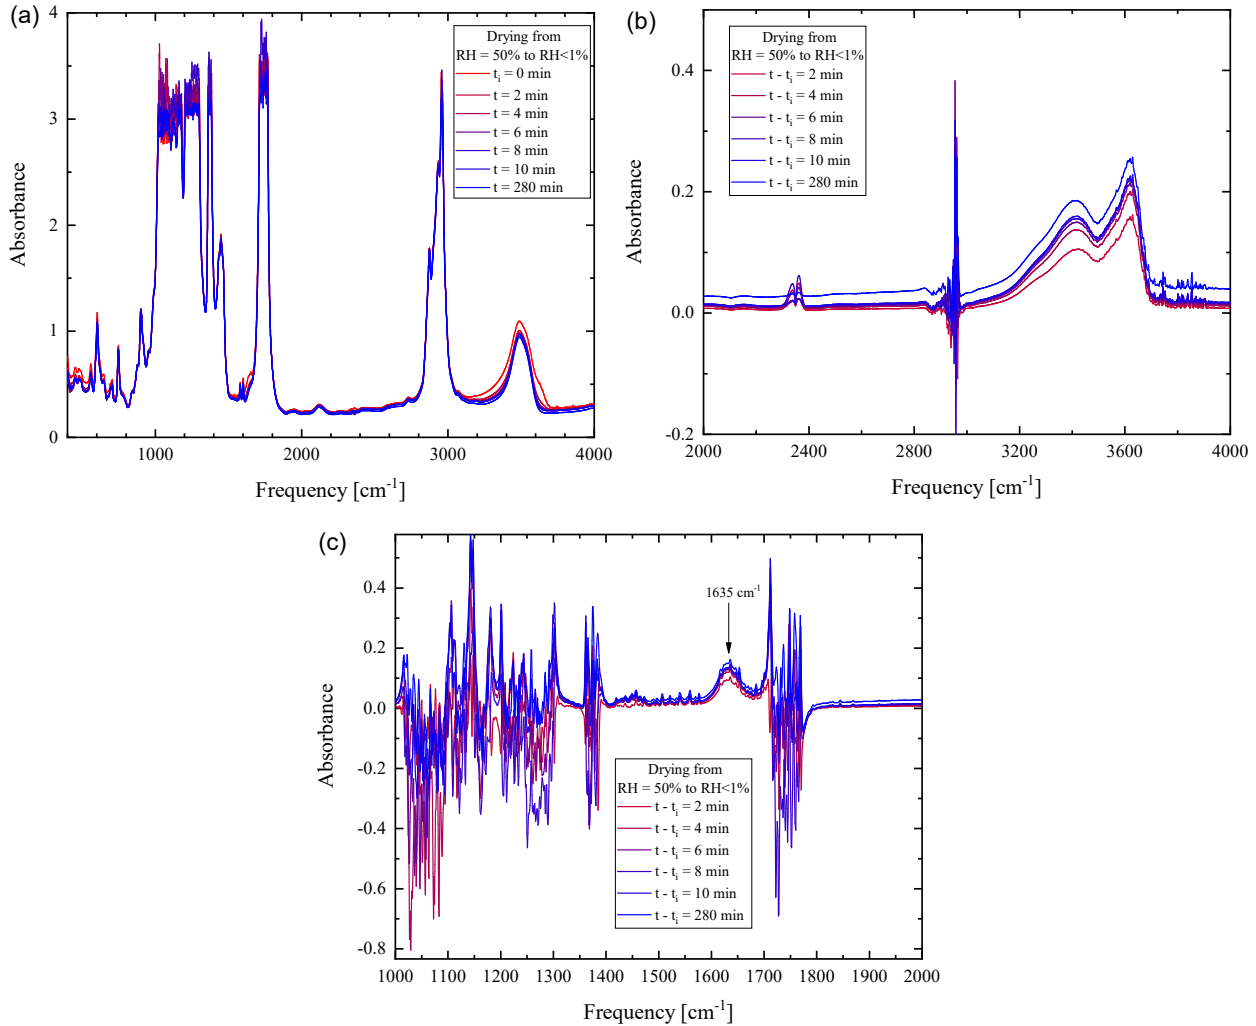 (a)
Drying from
RH = 50% to RH<1%
tᵢ = 0 min
t = 2 min
t = 4 min
t = 6 min
t = 8 min
t = 10 min
t = 280 min
4
3
2
1
0
Absorbance
1000
2000
3000
4000
Frequency [cm⁻¹]
(b)
Drying from
RH = 50% to RH<1%
t - tᵢ = 2 min
t - tᵢ = 4 min
t - tᵢ = 6 min
t - tᵢ = 8 min
t - tᵢ = 10 min
t - tᵢ = 280 min
0.4
0.2
0.0
-0.2
Absorbance
2000
2400
2800
3200
3600
4000
Frequency [cm⁻¹]
(c)
1635 cm⁻¹
Drying from
RH = 50% to RH<1%
t - tᵢ = 2 min
t - tᵢ = 4 min
t - tᵢ = 6 min
t - tᵢ = 8 min
t - tᵢ = 10 min
t - tᵢ = 280 min
0.4
0.2
0.0
-0.2
-0.4
-0.6
-0.8
Absorbance
1000
1100
1200
1300
1400
1500
1600
1700
1800
1900
2000
Frequency [cm⁻¹]